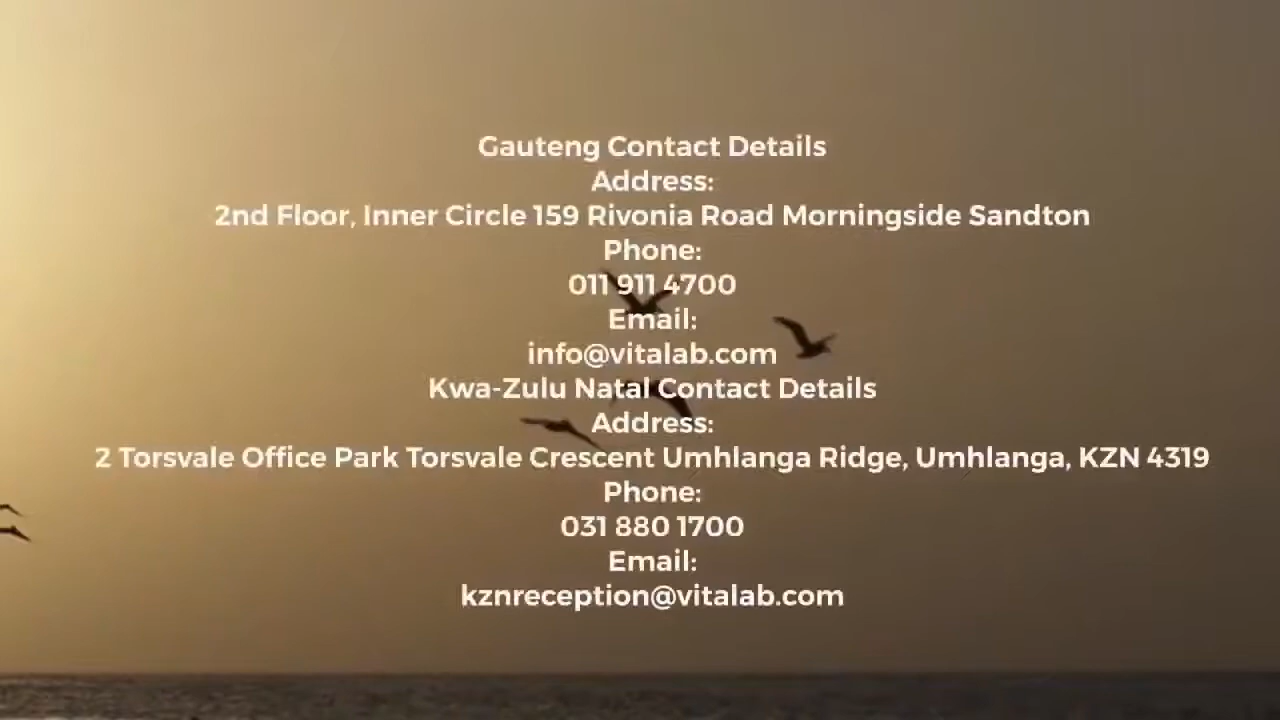 Gauteng Contact Details
Address:
2nd Floor, Inner Circle 159 Rivonia Road Morningside Sandton
Phone:
011 911 4700
Email:
info@vitalab.com
Kwa-Zulu Natal Contact Details
Address:
2 Torsvale Office Park Torsvale Crescent Umhlanga Ridge, Umhlanga, KZN 4319
Phone:
031 880 1700
Email:
kznreception@vitalab.com